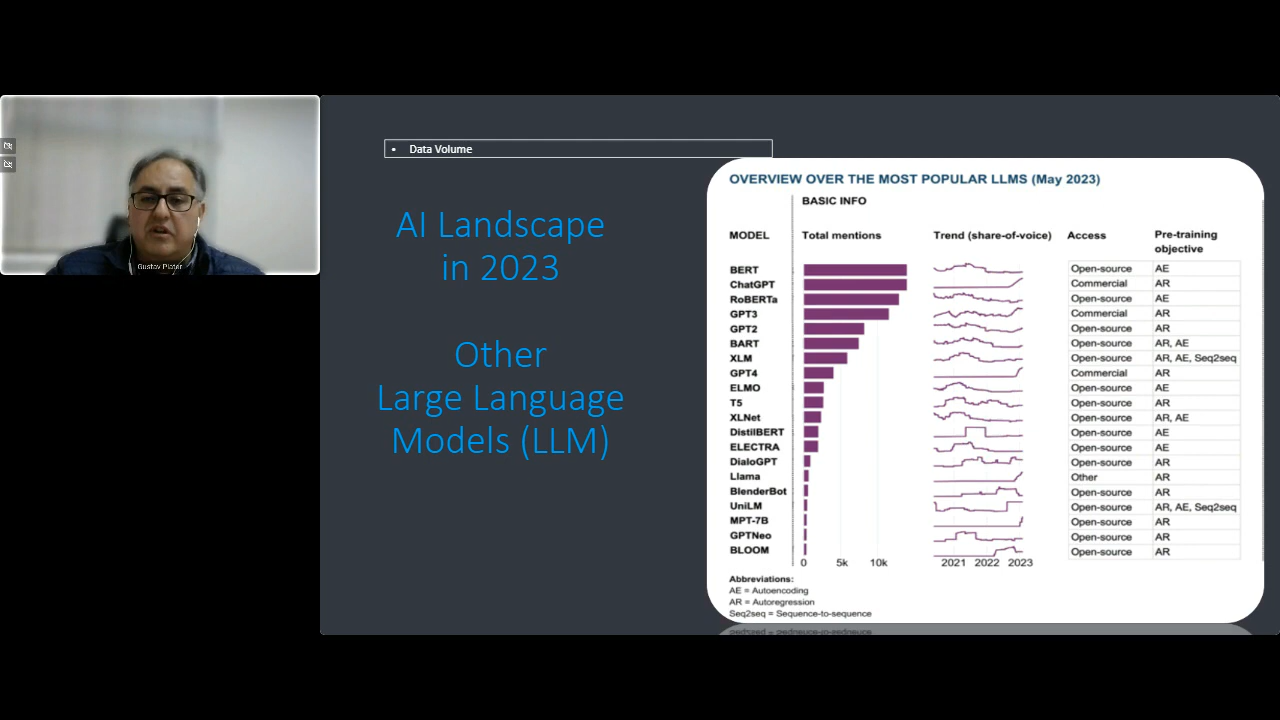 Gustav Plater
▪ Data Volume
AI Landscape
in 2023
Other
Large Language
Models (LLM)
OVERVIEW OVER THE MOST POPULAR LLMS (May 2023)
BASIC INFO
MODEL Total mentions Trend (share-of-voice) Access Pre-training objective
BERT Open-source AE
ChatGPT Commercial AR
RoBERTa Open-source AE
GPT3 Commercial AR
GPT2 Open-source AR
BART Open-source AR, AE
XLM Open-source AR, AE, Seq2seq
GPT4 Commercial AR
ELMO Open-source AE
T5 Open-source AR
XLNet Open-source AR, AE
DistilBERT Open-source AE
ELECTRA Open-source AE
DialoGPT Open-source AR
Llama Other AR
BlenderBot Open-source AR
UniLM Open-source AR, AE, Seq2seq
MPT-7B Open-source AR
GPTNeo Open-source AR
BLOOM Open-source AR
0 5k 10k 2021 2022 2023
Abbreviations:
AE = Autoencoding
AR = Autoregression
Seq2seq = Sequence-to-sequence